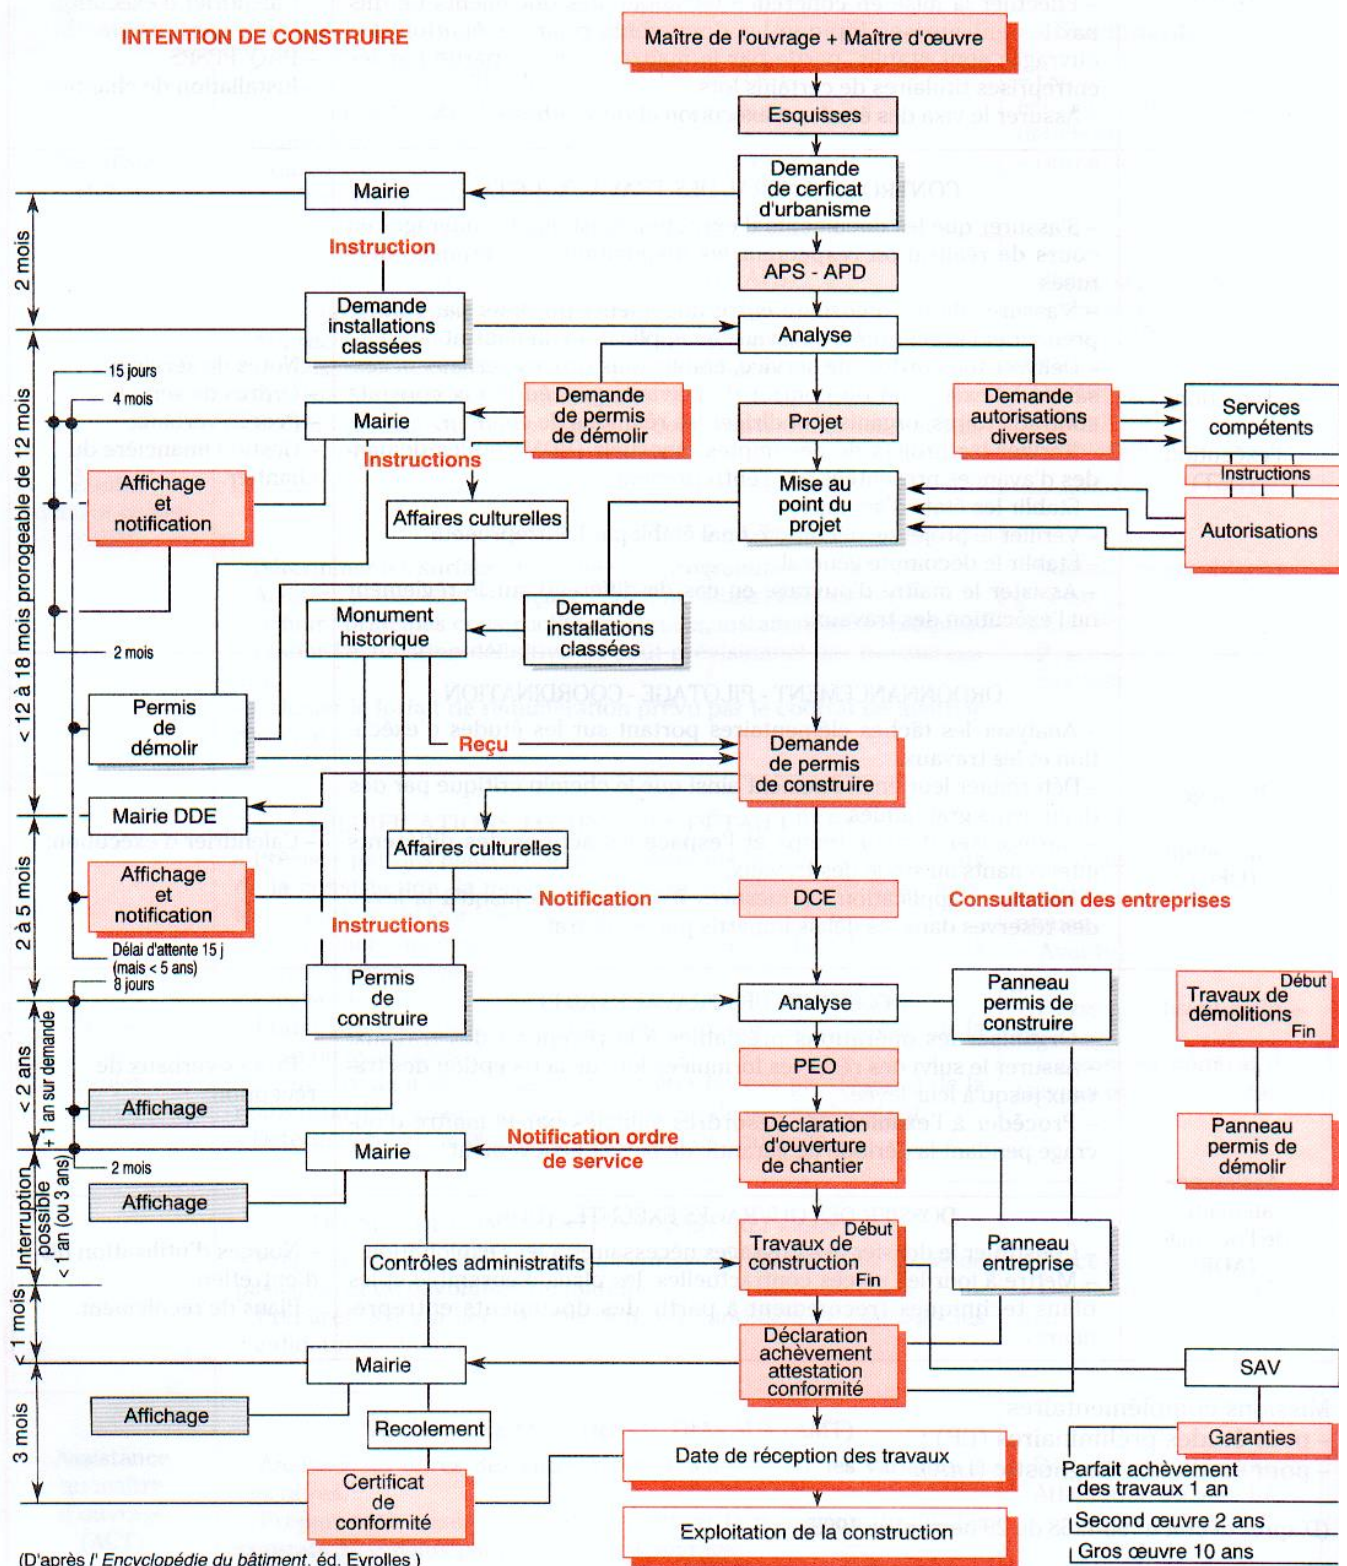 INTENTION DE CONSTRUIRE
Maître de l'ouvrage + Maître d'œuvre
Esquisses
Demande
de cerficat
d'urbanisme
Mairie
Instruction
2 mois
APS - APD
Demande
installations
classées
Analyse
15 jours
4 mois
Mairie
Demande
de permis
de démolir
Projet
Demande
autorisations
diverses
Services
compétents
Instructions
Instructions
Affichage
et
notification
Affaires culturelles
Mise au
point du
projet
Autorisations
< 12 à 18 mois prorogeable de 12 mois
Monument
historique
Demande
installations
classées
2 mois
Permis
de
démolir
Reçu
Demande
de permis
de construire
Mairie DDE
Affaires culturelles
2 à 5 mois
Affichage
et
notification
Notification
DCE
Consultation des entreprises
Instructions
Délai d'attente 15 j
(mais < 5 ans)
8 jours
Permis
de
construire
Analyse
Panneau
permis de
construire
Début
Travaux de
démolitions
Fin
PEO
< 2 ans
+ 1 an sur demande
Affichage
Notification ordre
de service
Mairie
Déclaration
d'ouverture
de chantier
Panneau
permis de
démolir
2 mois
Affichage
Interruption
possible
< 1 an (ou 3 ans)
Contrôles administratifs
Début
Travaux de
construction
Fin
Panneau
entreprise
< 1 mois
Mairie
Déclaration
achèvement
attestation
conformité
SAV
Affichage
Recolement
Garanties
3 mois
Date de réception des travaux
Parfait achèvement
des travaux 1 an
Certificat
de
conformité
Second œuvre 2 ans
Exploitation de la construction
Gros œuvre 10 ans
(D'après l' Encyclopédie du bâtiment, éd. Eyrolles )